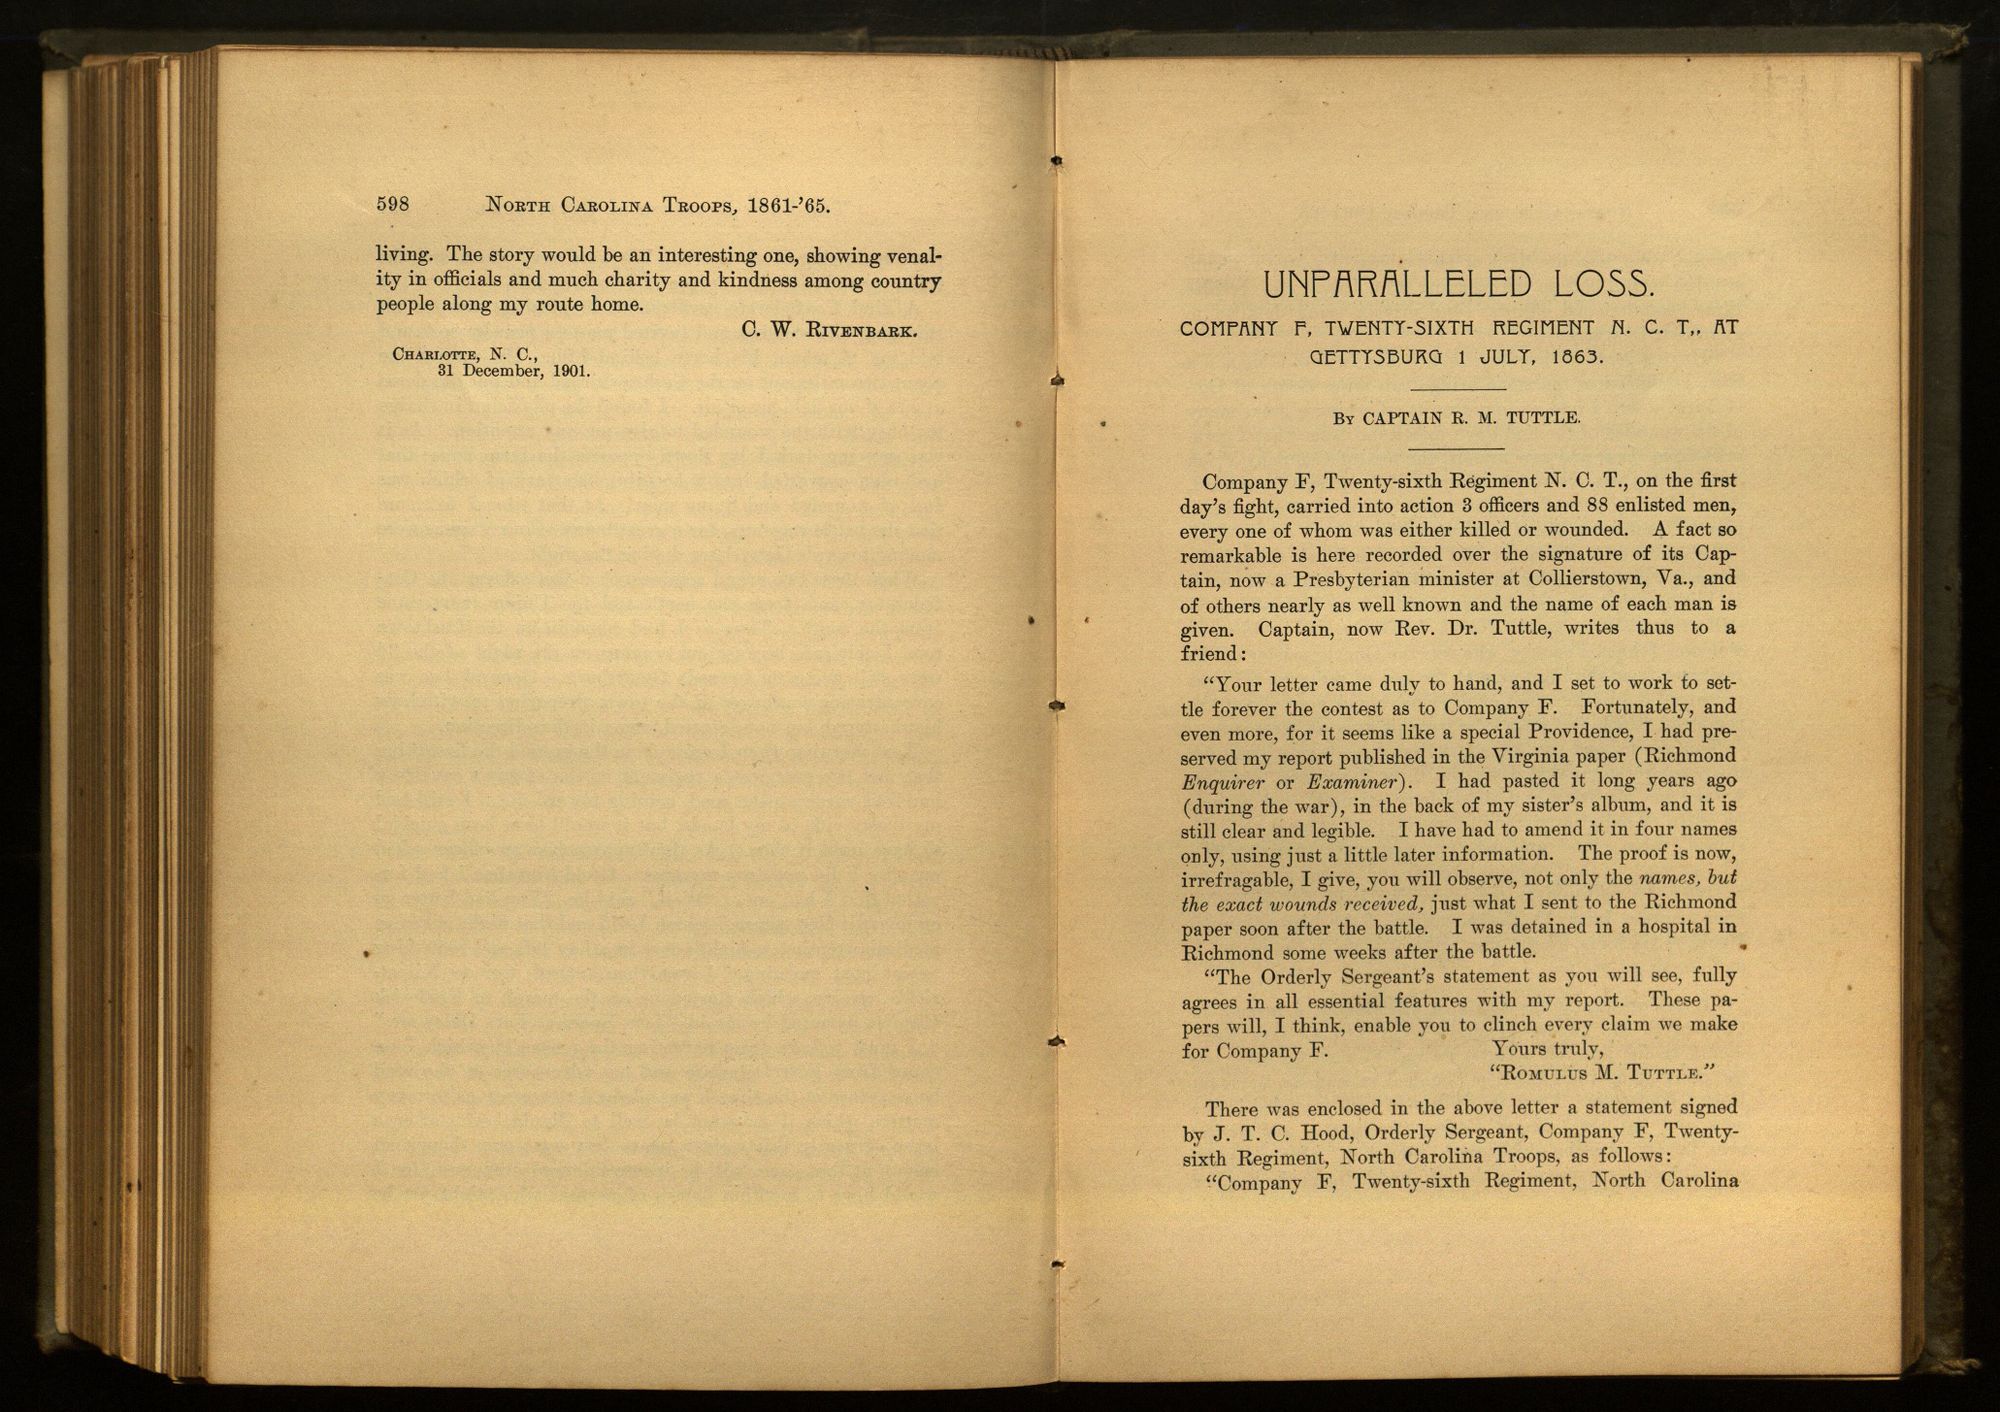 598 North Carolina Troops, 1861-'65.
living. The story would be an interesting one, showing venal-
ity in officials and much charity and kindness among country
people along my route home.
C. W. Rivenbark.
Charlotte, N. C.,
31 December, 1901.
UNPARALLELED LOSS.
COMPANY F, TWENTY-SIXTH REGIMENT N. C. T,, AT
GETTYSBURG 1 JULY, 1863.
By CAPTAIN R. M. TUTTLE.
Company F, Twenty-sixth Regiment N. C. T., on the first
day's fight, carried into action 3 officers and 88 enlisted men,
every one of whom was either killed or wounded. A fact so
remarkable is here recorded over the signature of its Cap-
tain, now a Presbyterian minister at Collierstown, Va., and
of others nearly as well known and the name of each man is
given. Captain, now Rev. Dr. Tuttle, writes thus to a
friend:
"Your letter came duly to hand, and I set to work to set-
tle forever the contest as to Company F. Fortunately, and
even more, for it seems like a special Providence, I had pre-
served my report published in the Virginia paper (Richmond
Enquirer or Examiner). I had pasted it long years ago
(during the war), in the back of my sister's album, and it is
still clear and legible. I have had to amend it in four names
only, using just a little later information. The proof is now,
irrefragable, I give, you will observe, not only the names, but
the exact wounds received, just what I sent to the Richmond
paper soon after the battle. I was detained in a hospital in
Richmond some weeks after the battle.
"The Orderly Sergeant's statement as you will see, fully
agrees in all essential features with my report. These pa-
pers will, I think, enable you to clinch every claim we make
for Company F. Yours truly,
"Romulus M. Tuttle."
There was enclosed in the above letter a statement signed
by J. T. C. Hood, Orderly Sergeant, Company F, Twenty-
sixth Regiment, North Carolina Troops, as follows:
"Company F, Twenty-sixth Regiment, North Carolina